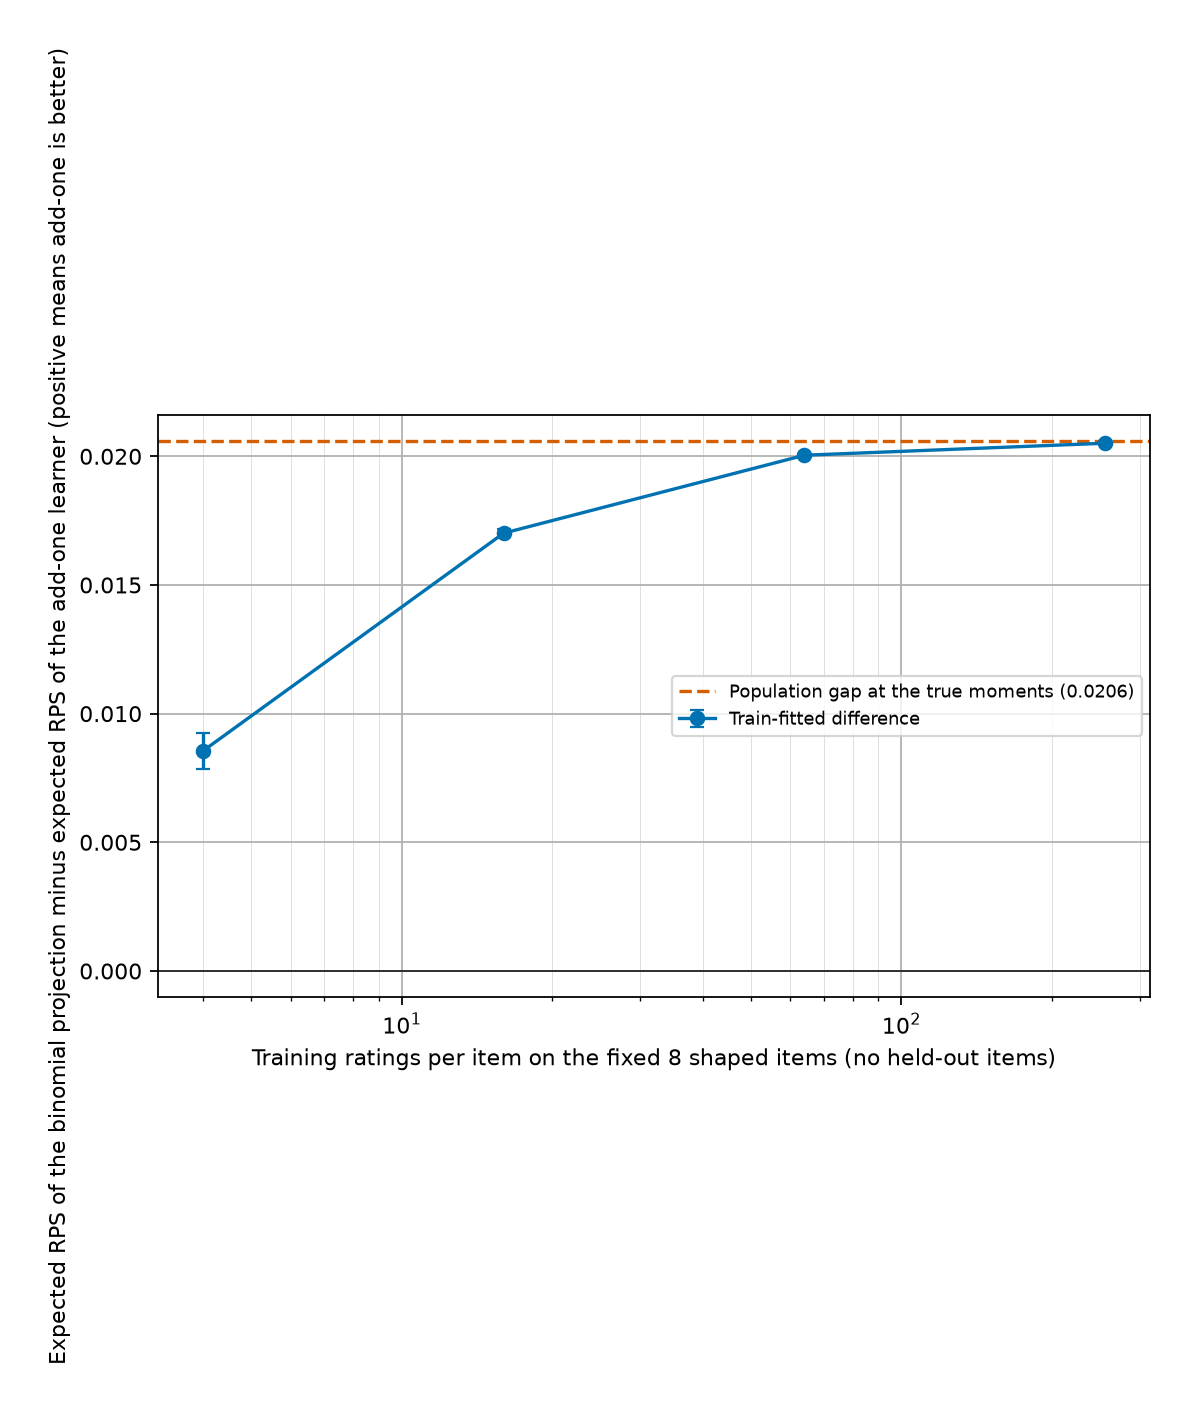 Expected RPS of the binomial projection minus expected RPS of the add-one learner (positive means add-one is better)
0.020
0.015
0.010
0.005
0.000
Population gap at the true moments (0.0206)
Train-fitted difference
10¹
10²
Training ratings per item on the fixed 8 shaped items (no held-out items)